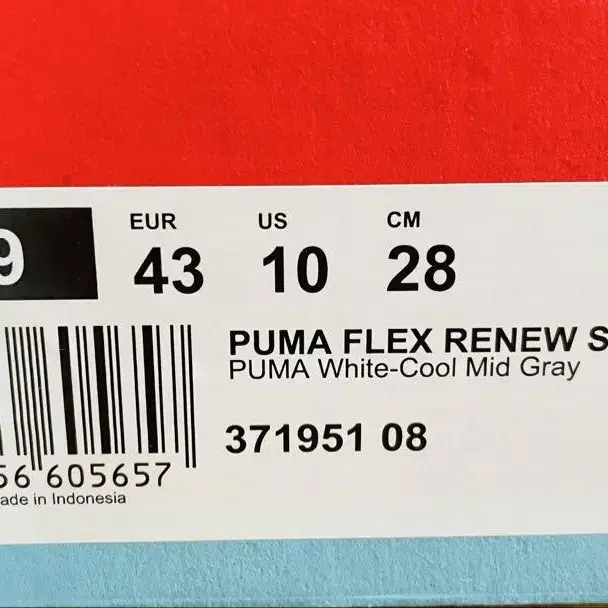 9
EUR US CM
43 10 28
PUMA FLEX RENEW S
PUMA White-Cool Mid Gray
371951 08
56 605657
ade in Indonesia